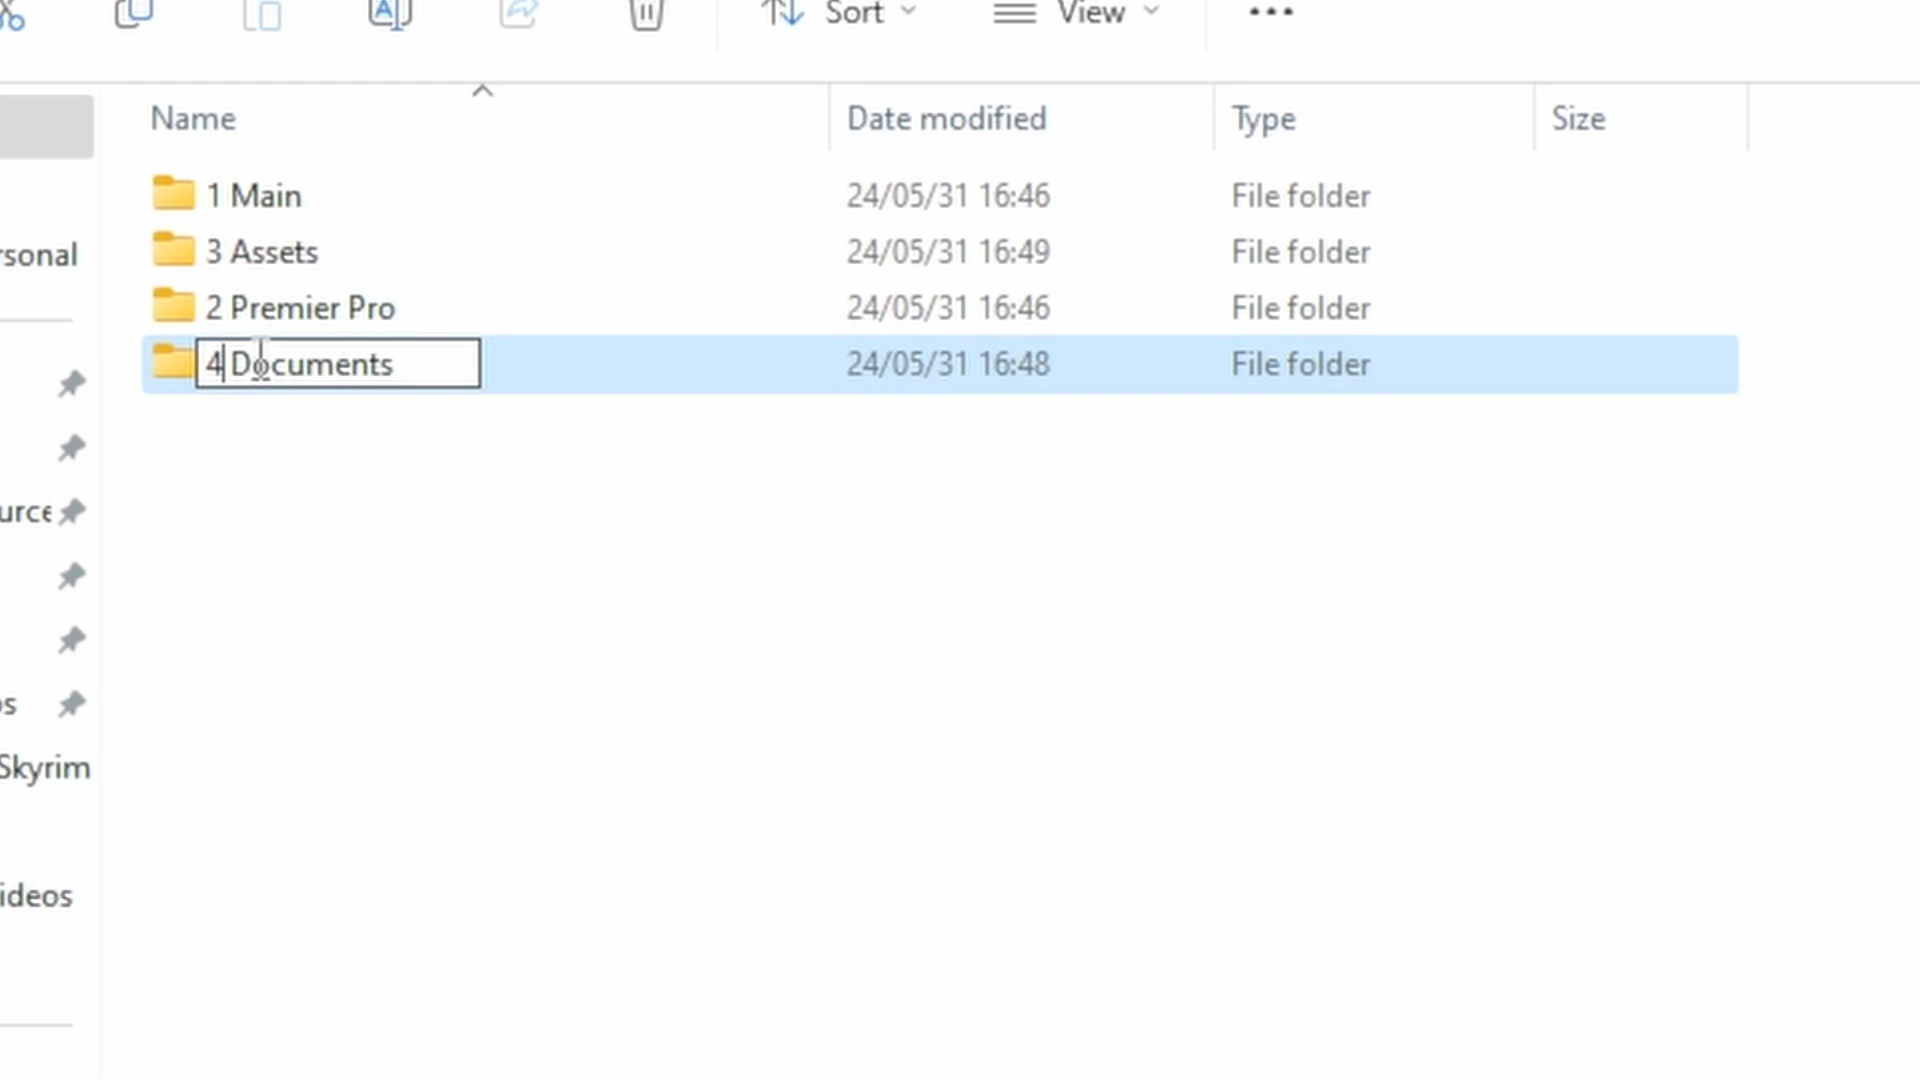 Sort
View
Name
Date modified
Type
Size
1 Main
24/05/31 16:46
File folder
3 Assets
24/05/31 16:49
File folder
2 Premier Pro
24/05/31 16:46
File folder
4 Documents
24/05/31 16:48
File folder
rsonal
urce
os
Skyrim
ideos